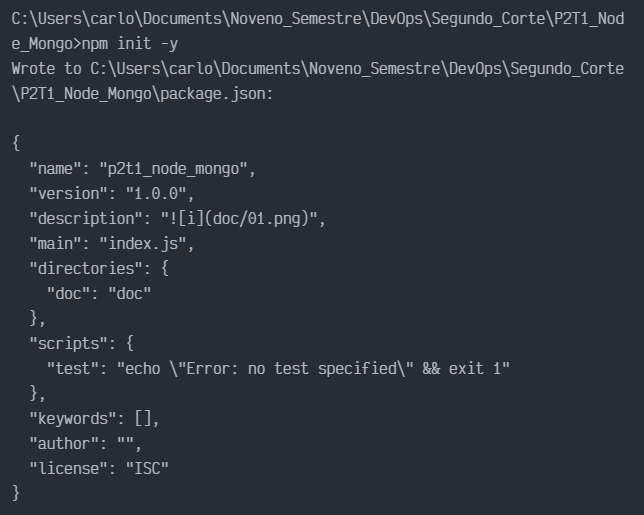 C:\Users\carlo\Documents\Noveno_Semestre\DevOps\Segundo_Corte\P2T1_Nod
e_Mongo>npm init -y
Wrote to C:\Users\carlo\Documents\Noveno_Semestre\DevOps\Segundo_Corte
\P2T1_Node_Mongo\package.json:

{
  "name": "p2t1_node_mongo",
  "version": "1.0.0",
  "description": "![i](doc/01.png)",
  "main": "index.js",
  "directories": {
    "doc": "doc"
  },
  "scripts": {
    "test": "echo \"Error: no test specified\" && exit 1"
  },
  "keywords": [],
  "author": "",
  "license": "ISC"
}